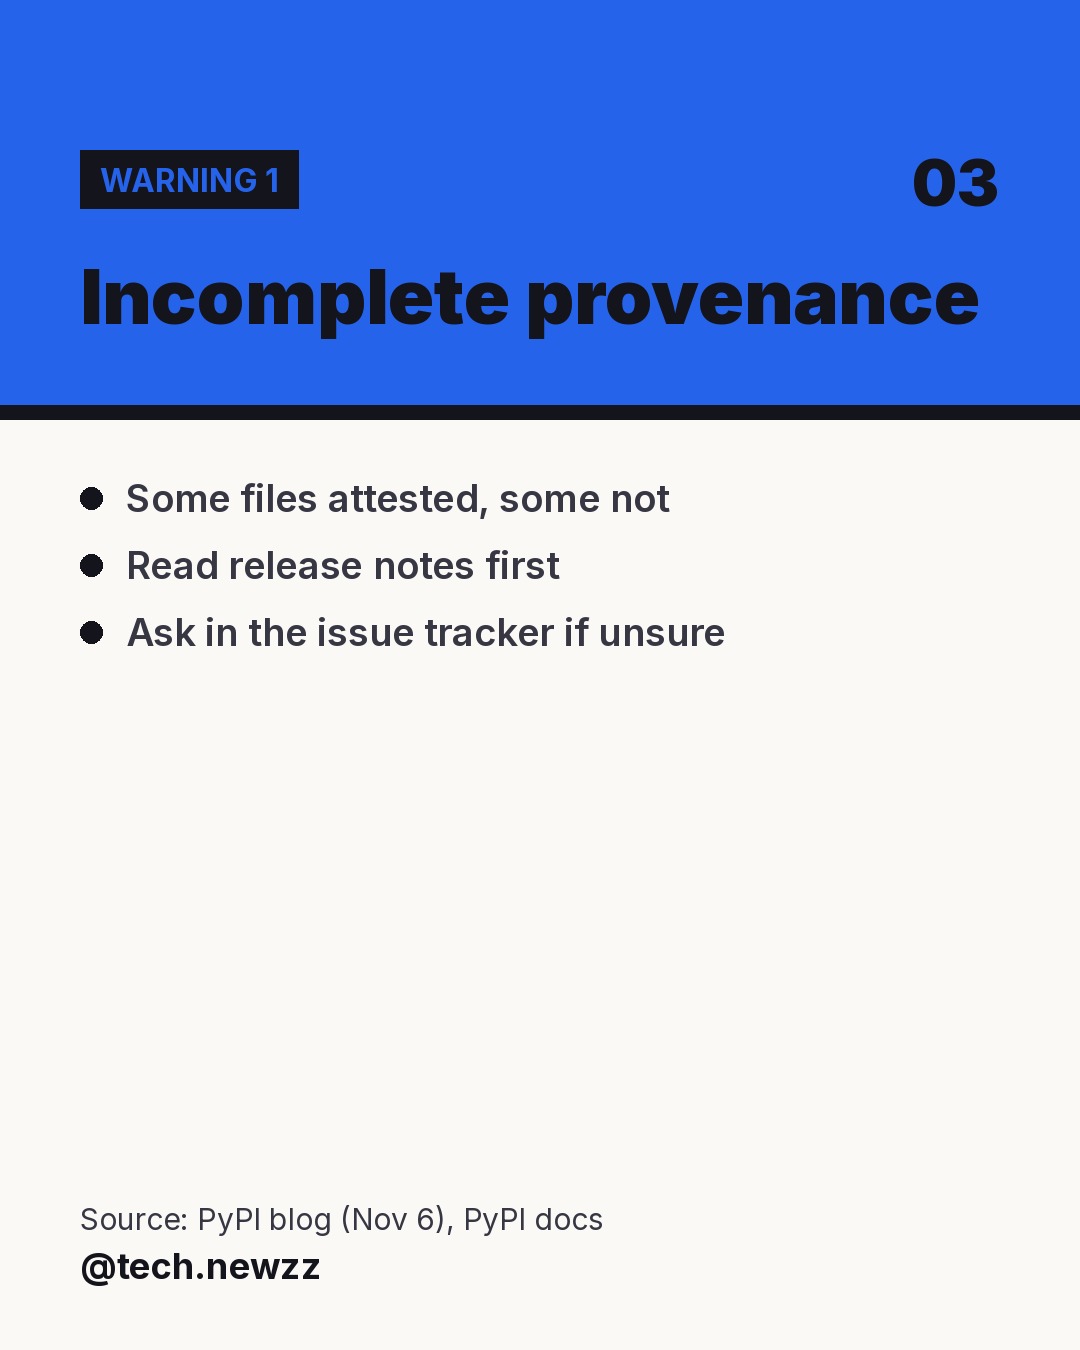 WARNING 1
03
Incomplete provenance
Some files attested, some not
Read release notes first
Ask in the issue tracker if unsure
Source: PyPI blog (Nov 6), PyPI docs
@tech.newzz